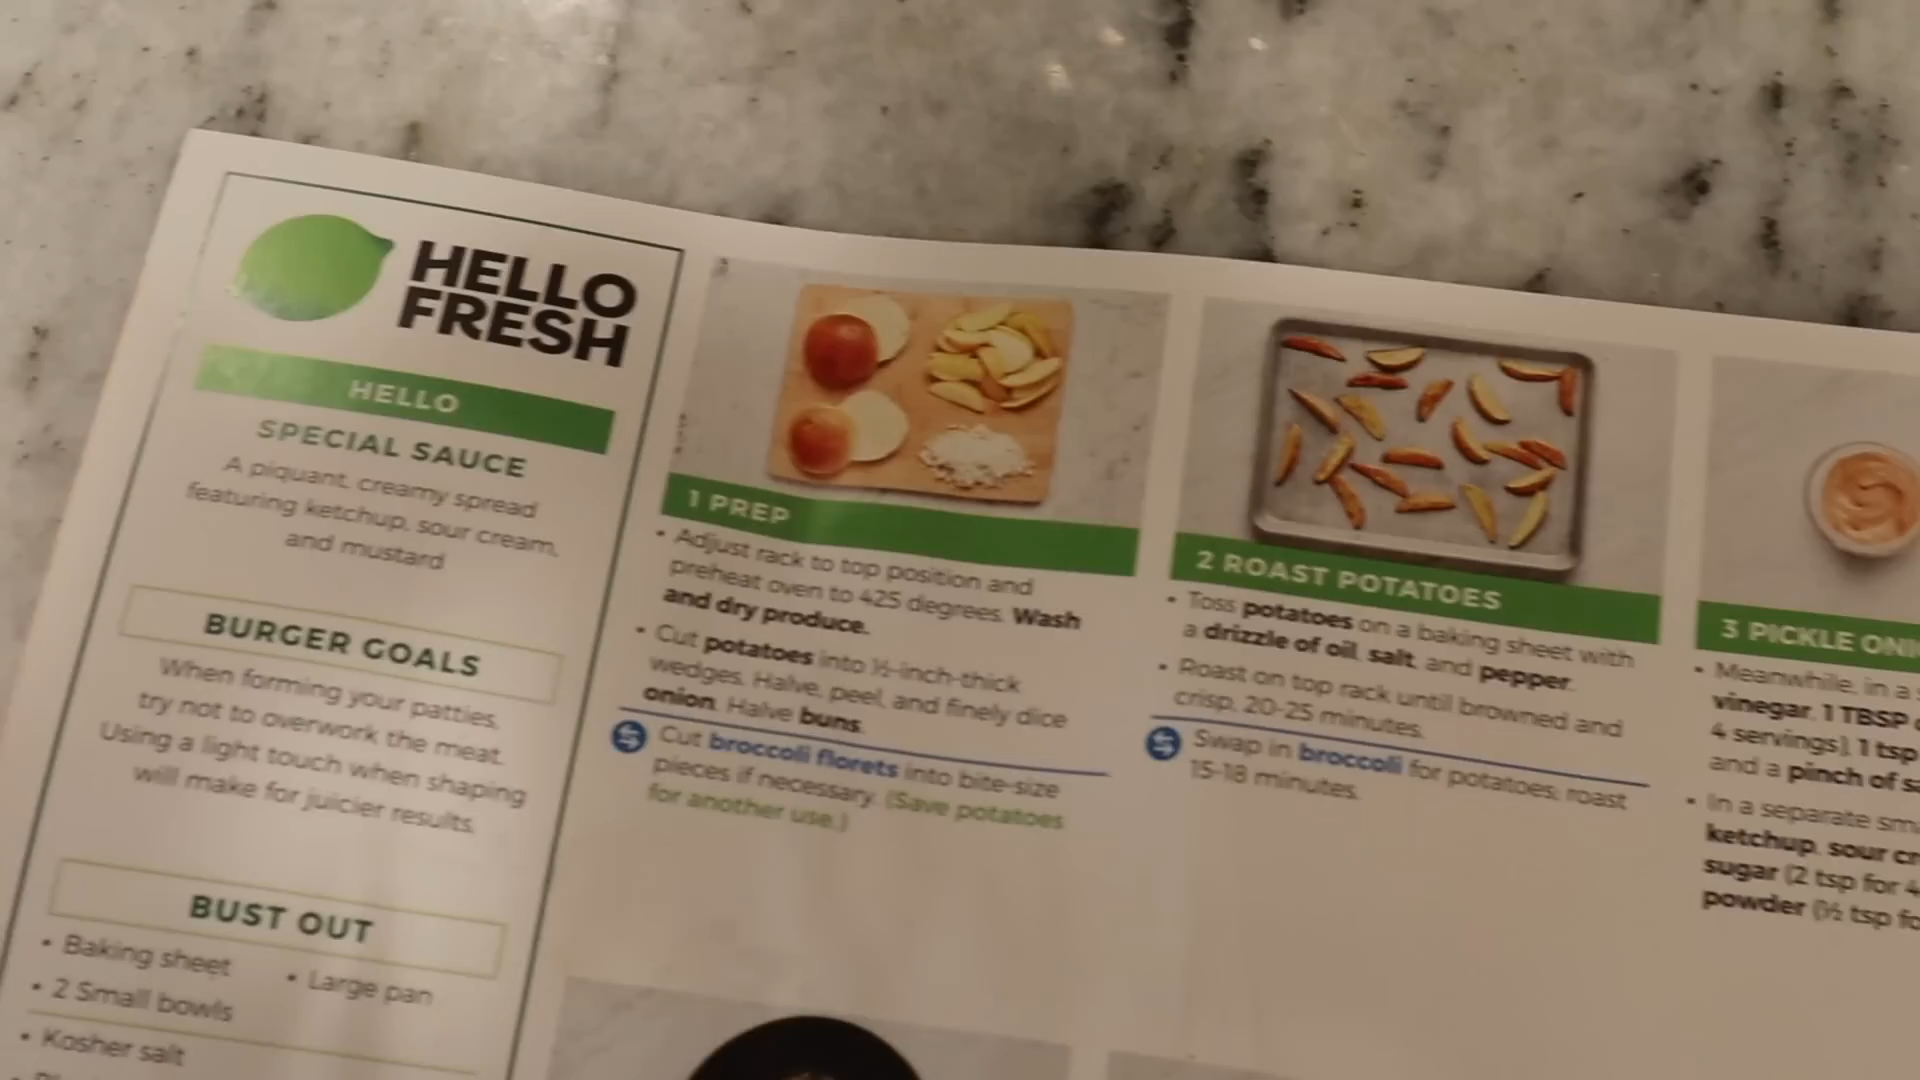 HELLO
FRESH
HELLO
SPECIAL SAUCE
A piquant, creamy spread
featuring ketchup, sour cream,
and mustard
BURGER GOALS
When forming your patties,
try not to overwork the meat.
Using a light touch when shaping
will make for juicier results.
BUST OUT
• Baking sheet
• Large pan
• 2 Small bowls
• Kosher salt
1 PREP
• Adjust rack to top position and
preheat oven to 425 degrees. Wash
and dry produce.
• Cut potatoes into ½-inch-thick
wedges. Halve, peel, and finely dice
onion. Halve buns.
Cut broccoli florets into bite-size
pieces if necessary. (Save potatoes
for another use.)
2 ROAST POTATOES
• Toss potatoes on a baking sheet with
a drizzle of oil, salt, and pepper.
• Roast on top rack until browned and
crisp, 20-25 minutes.
Swap in broccoli for potatoes; roast
15-18 minutes.
3 PICKLE ONI
• Meanwhile, in a s
vinegar, 1 TBSP
4 servings), 1 tsp
and a pinch of sa
• In a separate sm
ketchup, sour cr
sugar (2 tsp for 4
powder (½ tsp fo